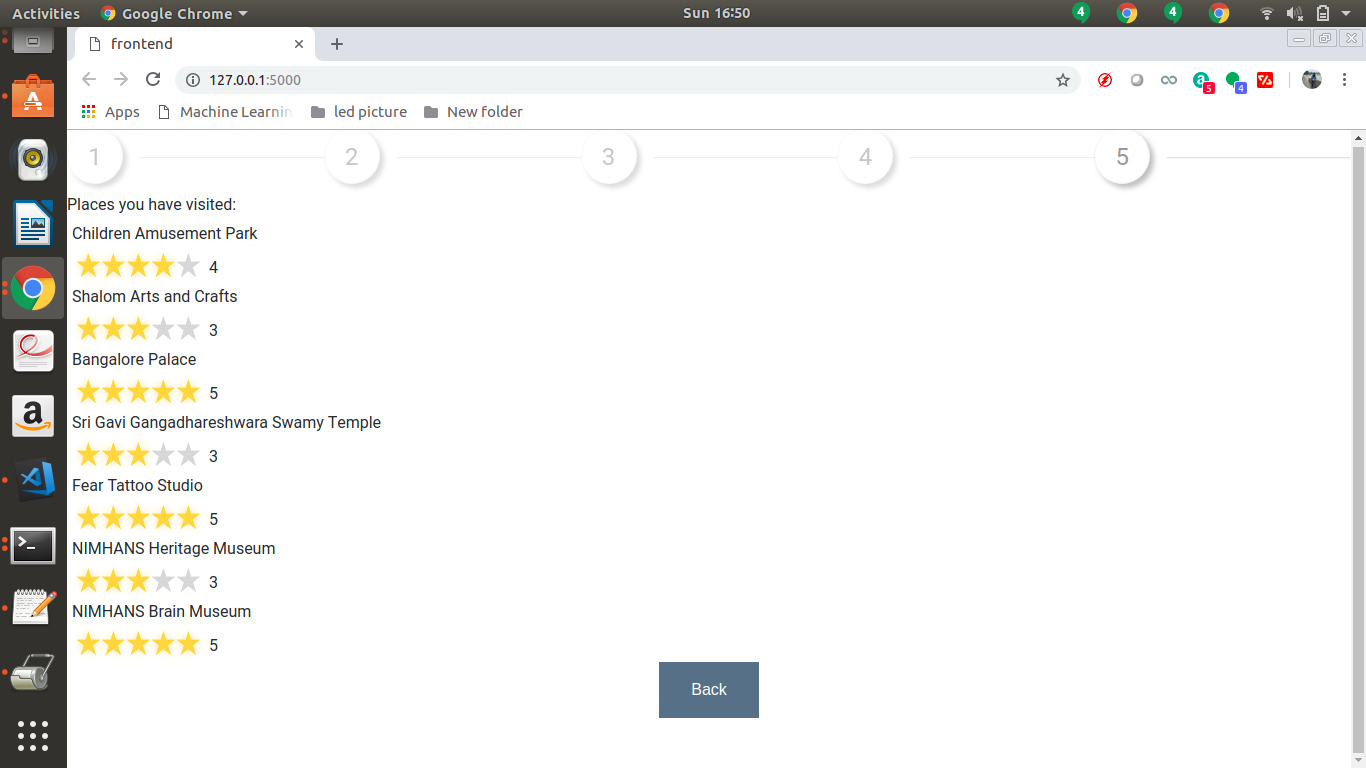 Activities Google Chrome Sun 16:50 4 4
frontend
127.0.0.1:5000 5 4
Apps Machine Learnin led picture New folder
1 2 3 4 5
Places you have visited:
Children Amusement Park
4
Shalom Arts and Crafts
3
Bangalore Palace
5
Sri Gavi Gangadhareshwara Swamy Temple
3
Fear Tattoo Studio
5
NIMHANS Heritage Museum
3
NIMHANS Brain Museum
5
Back